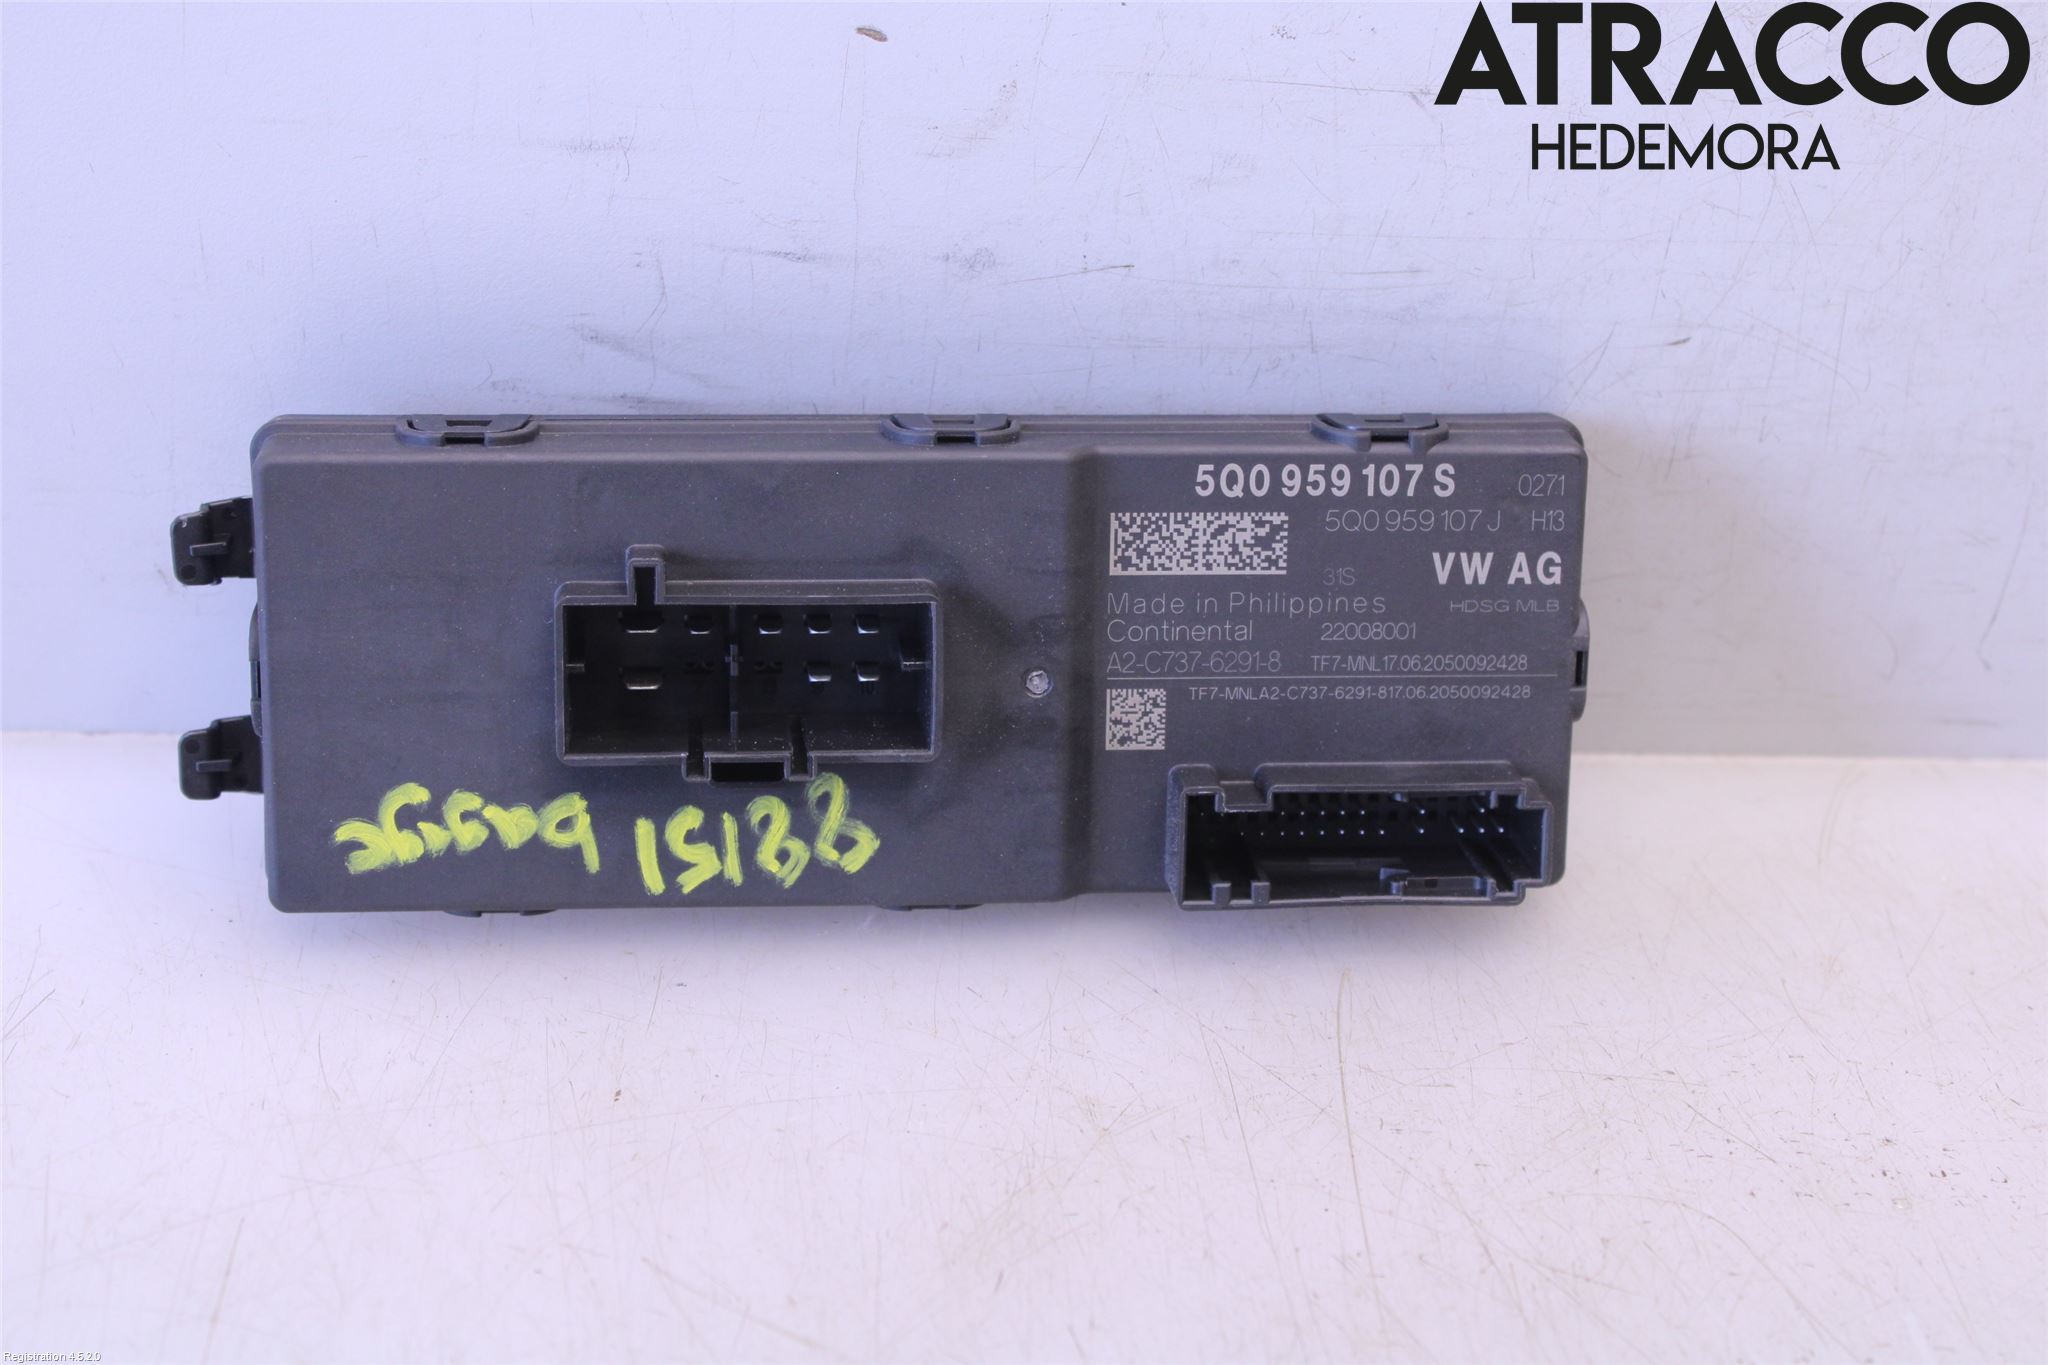 ATRACCO
HEDEMORA
5Q0 959 107 S 0271
5Q0 959 107 J H13
31S VW AG
Made in Philippines HDSG MLB
Continental 22008001
A2-C737-6291-8 TF7-MNL17.06.2050092428
TF7-MNLA2-C737-6291-817.06.2050092428
88151
Registration 4.5.2.0